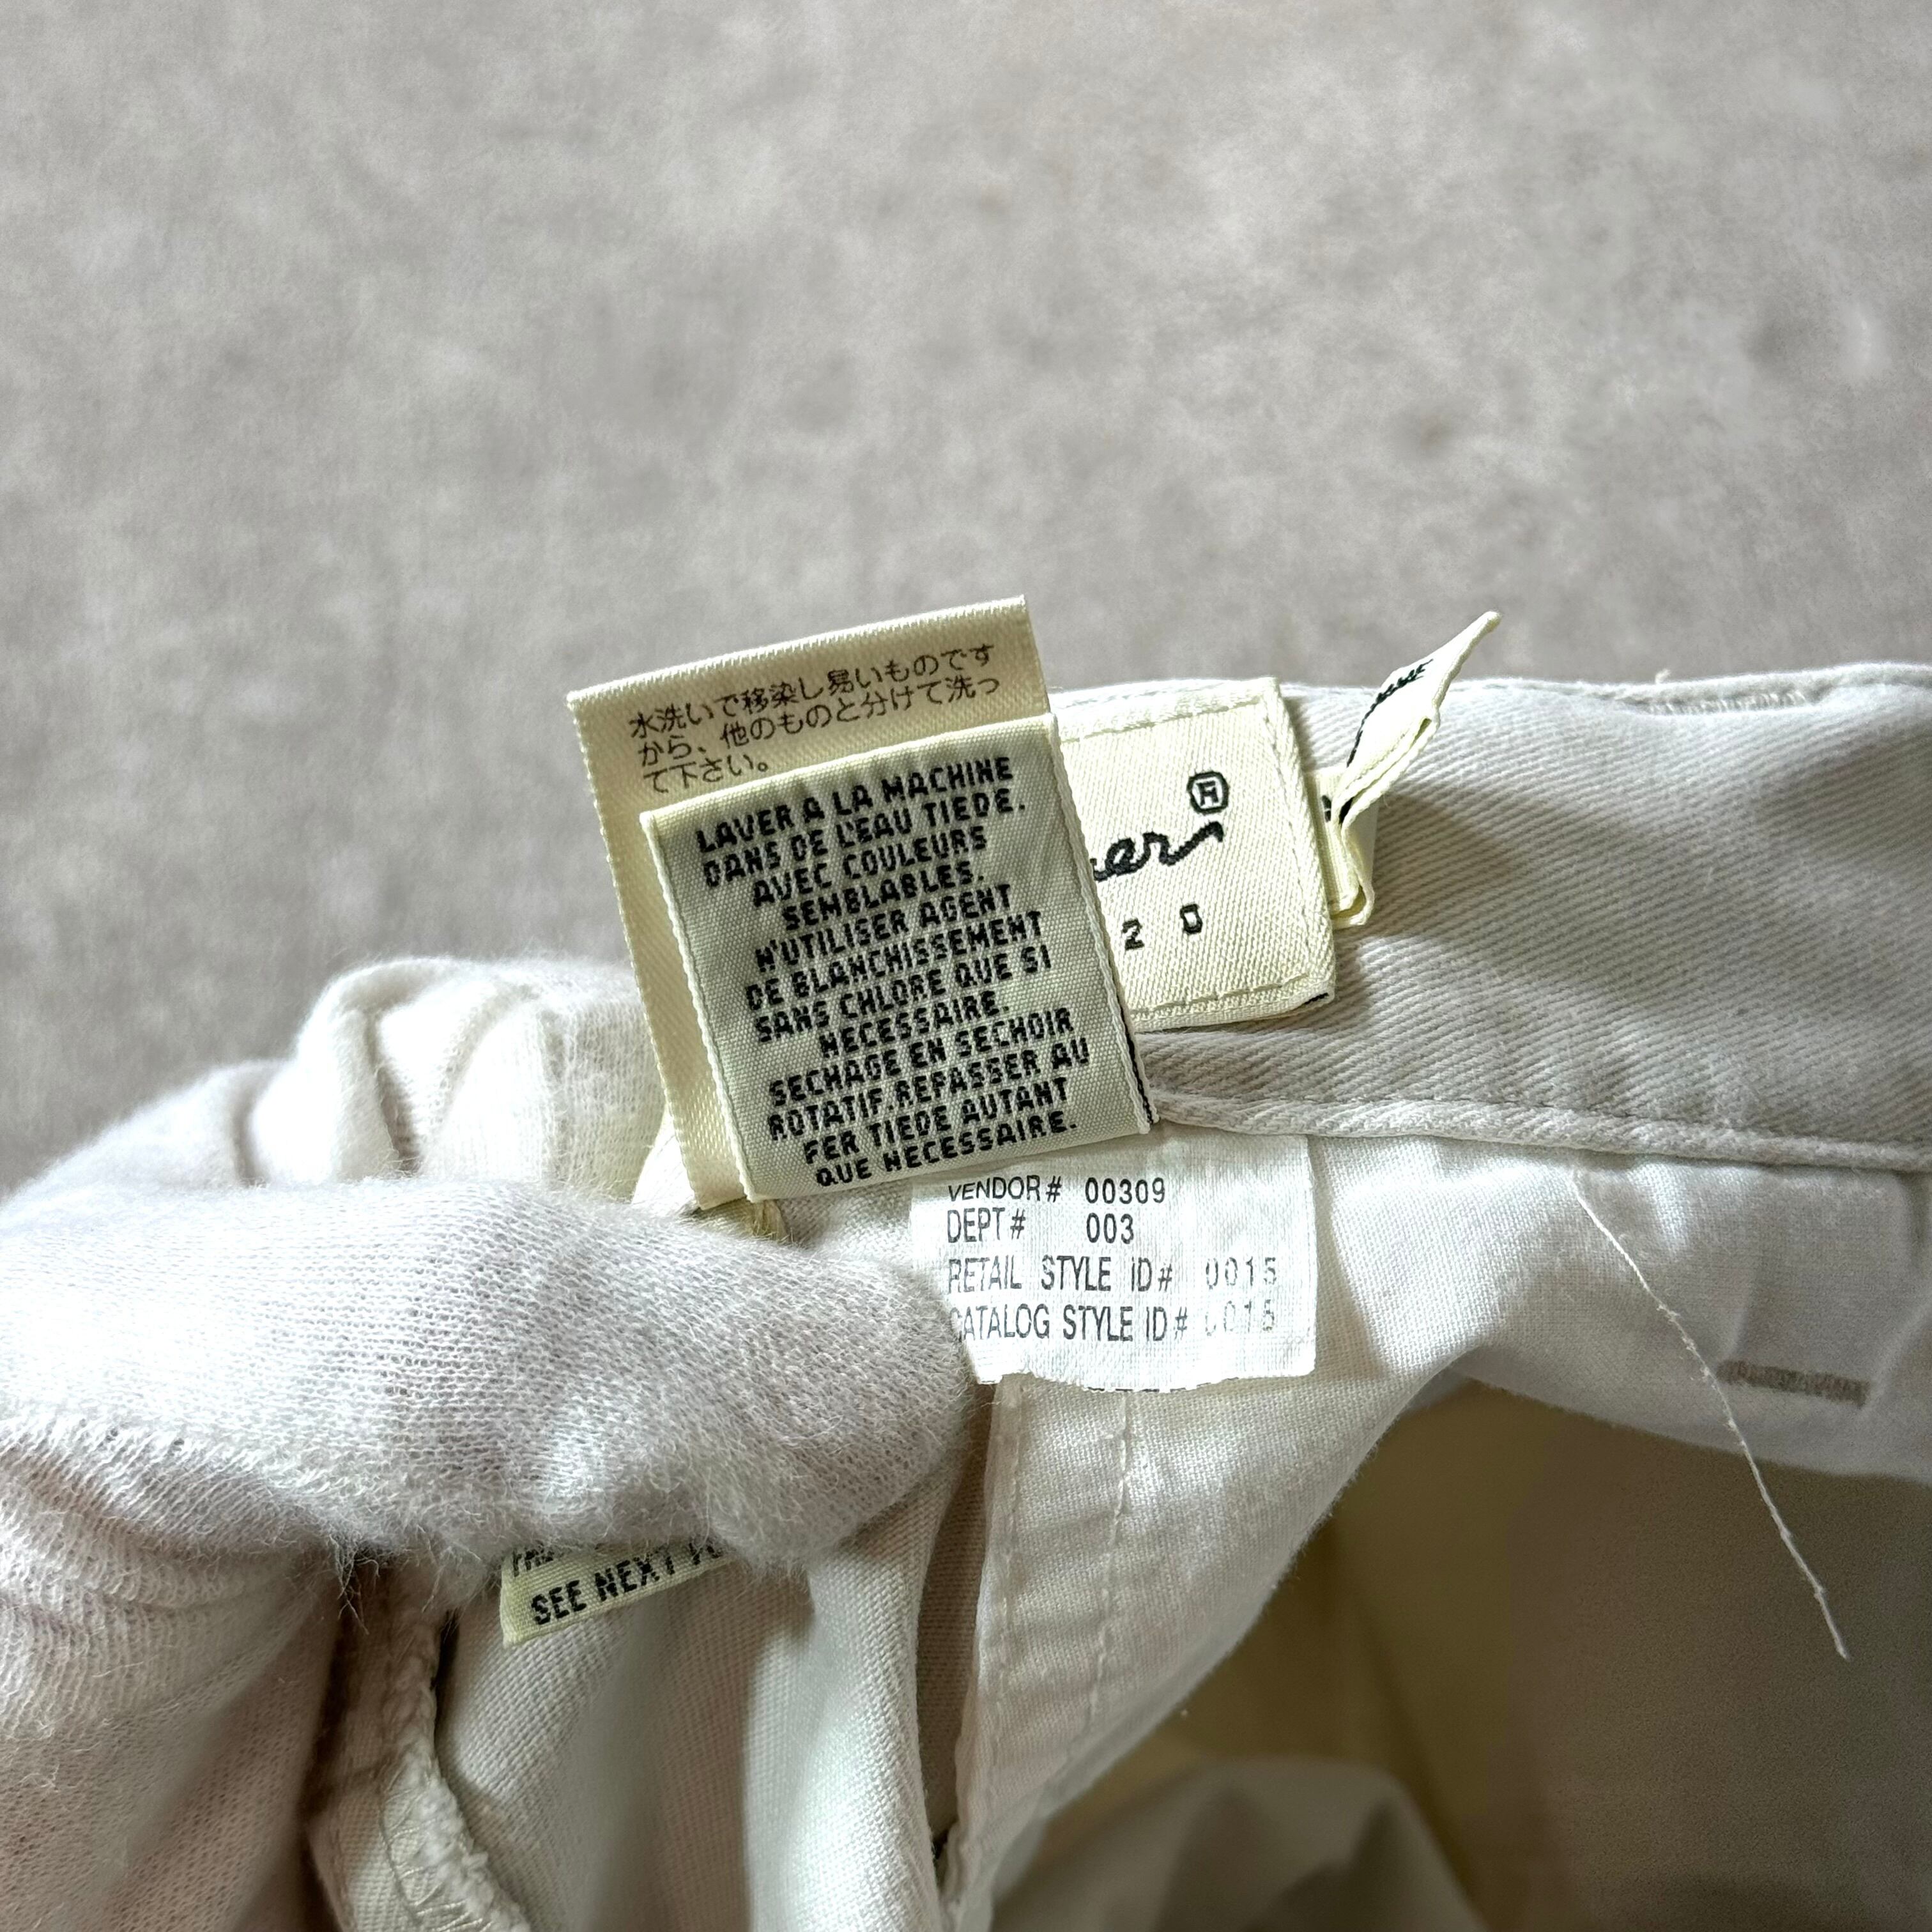 水洗いで移染し易いものです
から、他のものと分けて洗っ
て下さい。
LAVER A LA MACHINE
DANS DE L'EAU TIEDE.
AVEC COULEURS
SEMBLABLES.
N'UTILISER AGENT
DE BLANCHISSEMENT
SANS CHLORE QUE SI
NECESSAIRE.
SECHAGE EN SECHOIR
ROTATIF.REPASSER AU
FER TIEDE AUTANT
QUE NECESSAIRE.
®
20
VENDOR# 00309
DEPT# 003
RETAIL STYLE ID# 0015
CATALOG STYLE ID# 0015
SEE NEXT